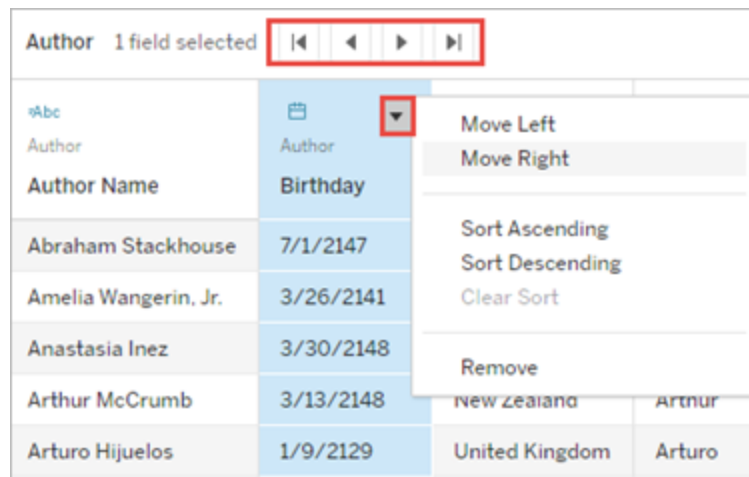 Author 1 field selected
Abc
Author Author
Author Name Birthday
Move Left
Move Right
Sort Ascending
Sort Descending
Clear Sort
Remove
Abraham Stackhouse 7/1/2147
Amelia Wangerin, Jr. 3/26/2141
Anastasia Inez 3/30/2148
Arthur McCrumb 3/13/2148 New Zealand Arthur
Arturo Hijuelos 1/9/2129 United Kingdom Arturo